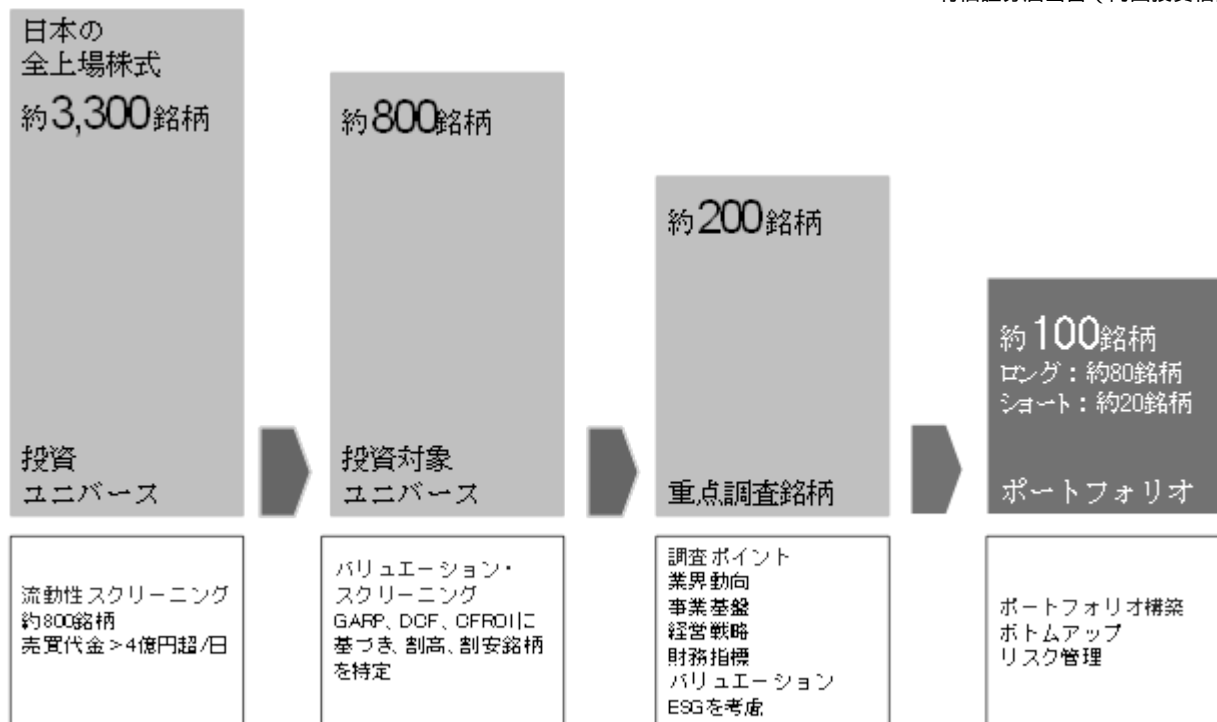 日本の
全上場株式
約3,300銘柄
投資
ユニバース
約800銘柄
投資対象
ユニバース
約200銘柄
重点調査銘柄
約100銘柄
ロング：約80銘柄
ショート：約20銘柄
ポートフォリオ
流動性スクリーニング
約800銘柄
売買代金＞4億円超/日
バリュエーション・
スクリーニング
GARP、DCF、CFROIに
基づき、割高、割安銘柄
を特定
調査ポイント
業界動向
事業基盤
経営戦略
財務指標
バリュエーション
ESGを考慮
ポートフォリオ構築
ボトムアップ
リスク管理